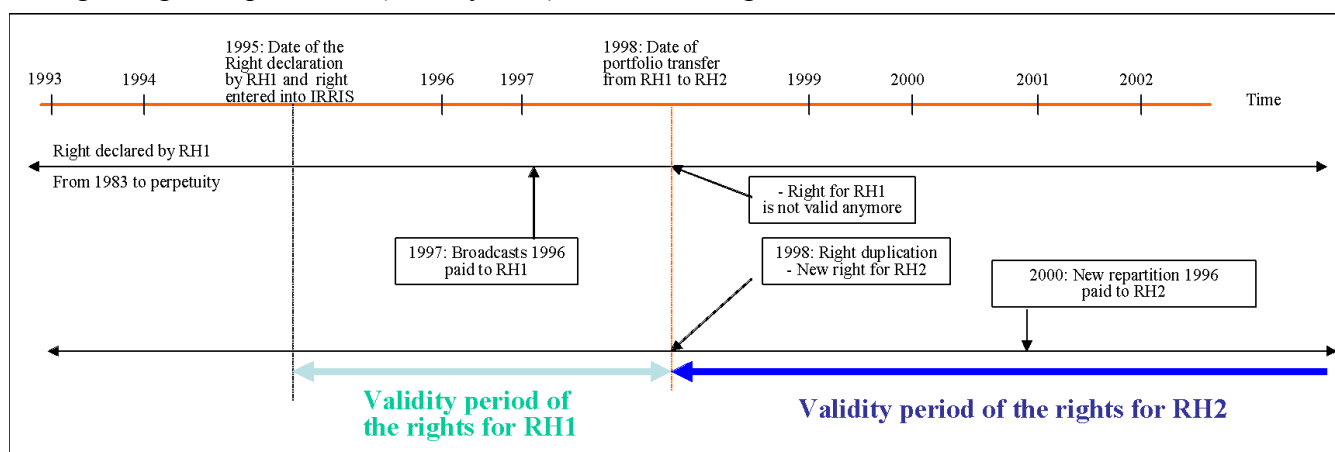 1995: Date of the
Right declaration
by RH1 and right
entered into IRRIS
1998: Date of
portfolio transfer
from RH1 to RH2
1993
1994
1996
1997
1999
2000
2001
2002
Time
Right declared by RH1
From 1983 to perpetuity
- Right for RH1
is not valid anymore
1997: Broadcasts 1996
paid to RH1
1998: Right duplication
- New right for RH2
2000: New repartition 1996
paid to RH2
Validity period of
the rights for RH1
Validity period of the rights for RH2